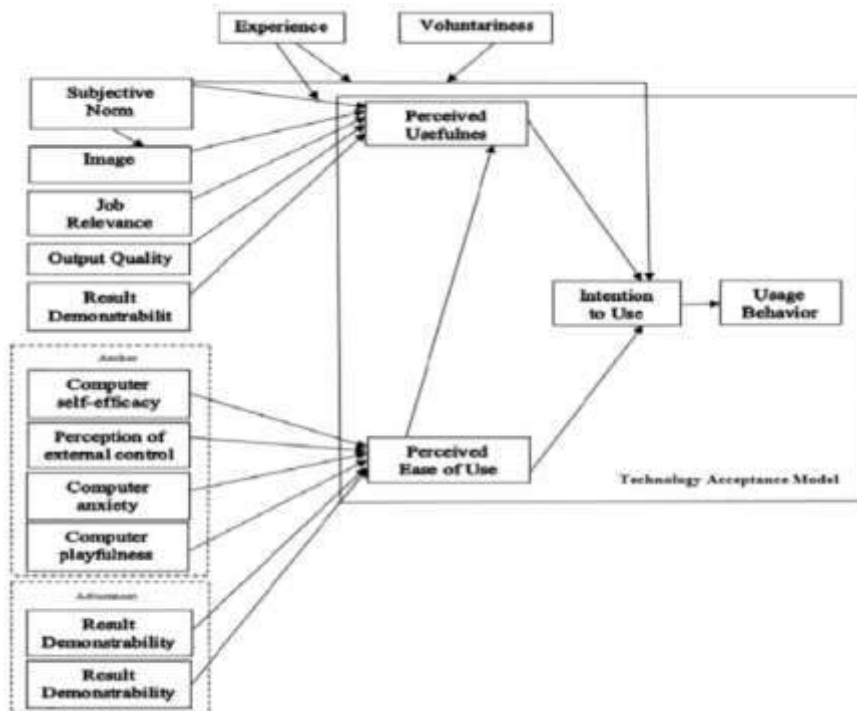 Experience
Voluntariness
Subjective
Norm
Image
Job
Relevance
Output Quality
Result
Demonstrabilit
Perceived
Usefulnes
Intention
to Use
Usage
Behavior
Computer
self-efficacy
Perception of
external control
Computer
anxiety
Computer
playfulness
Perceived
Ease of Use
Technology Acceptance Model
Result
Demonstrability
Result
Demonstrability